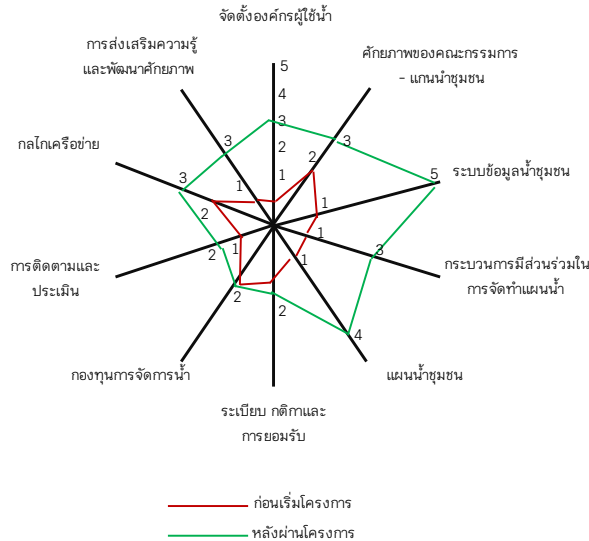 จัดตั้งองค์กรผู้ใช้น้ำ
การส่งเสริมความรู้
และพัฒนาศักยภาพ
ศักยภาพของคณะกรรมการ
- แกนนำชุมชน
5
4
3
2
1
3
2
3
1
กลไกเครือข่าย
3
2
5
ระบบข้อมูลน้ำชุมชน
1
1
2
1
3
1
กระบวนการมีส่วนร่วมใน
การจัดทำแผนน้ำ
การติดตามและ
ประเมิน
2
2
4
กองทุนการจัดการน้ำ
แผนน้ำชุมชน
ระเบียบ กติกาและ
การยอมรับ
ก่อนเริ่มโครงการ
หลังผ่านโครงการ